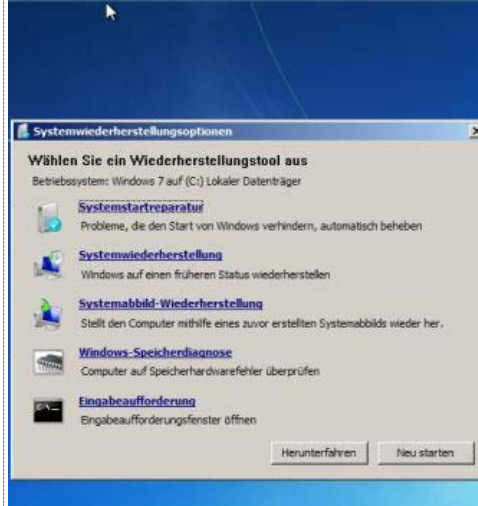 Systemwiederherstellungsoptionen
Wählen Sie ein Wiederherstellungstool aus
Betriebssystem: Windows 7 auf (C:) Lokaler Datenträger
Systemstartreparatur
Probleme, die den Start von Windows verhindern, automatisch beheben
Systemwiederherstellung
Windows auf einen früheren Status wiederherstellen
Systemabbild-Wiederherstellung
Stellt den Computer mithilfe eines zuvor erstellten Systemabbilds wieder her.
Windows-Speicherdiagnose
Computer auf Speicherhardwarefehler überprüfen
Eingabeaufforderung
Eingabeaufforderungsfenster öffnen
Herunterfahren Neu starten